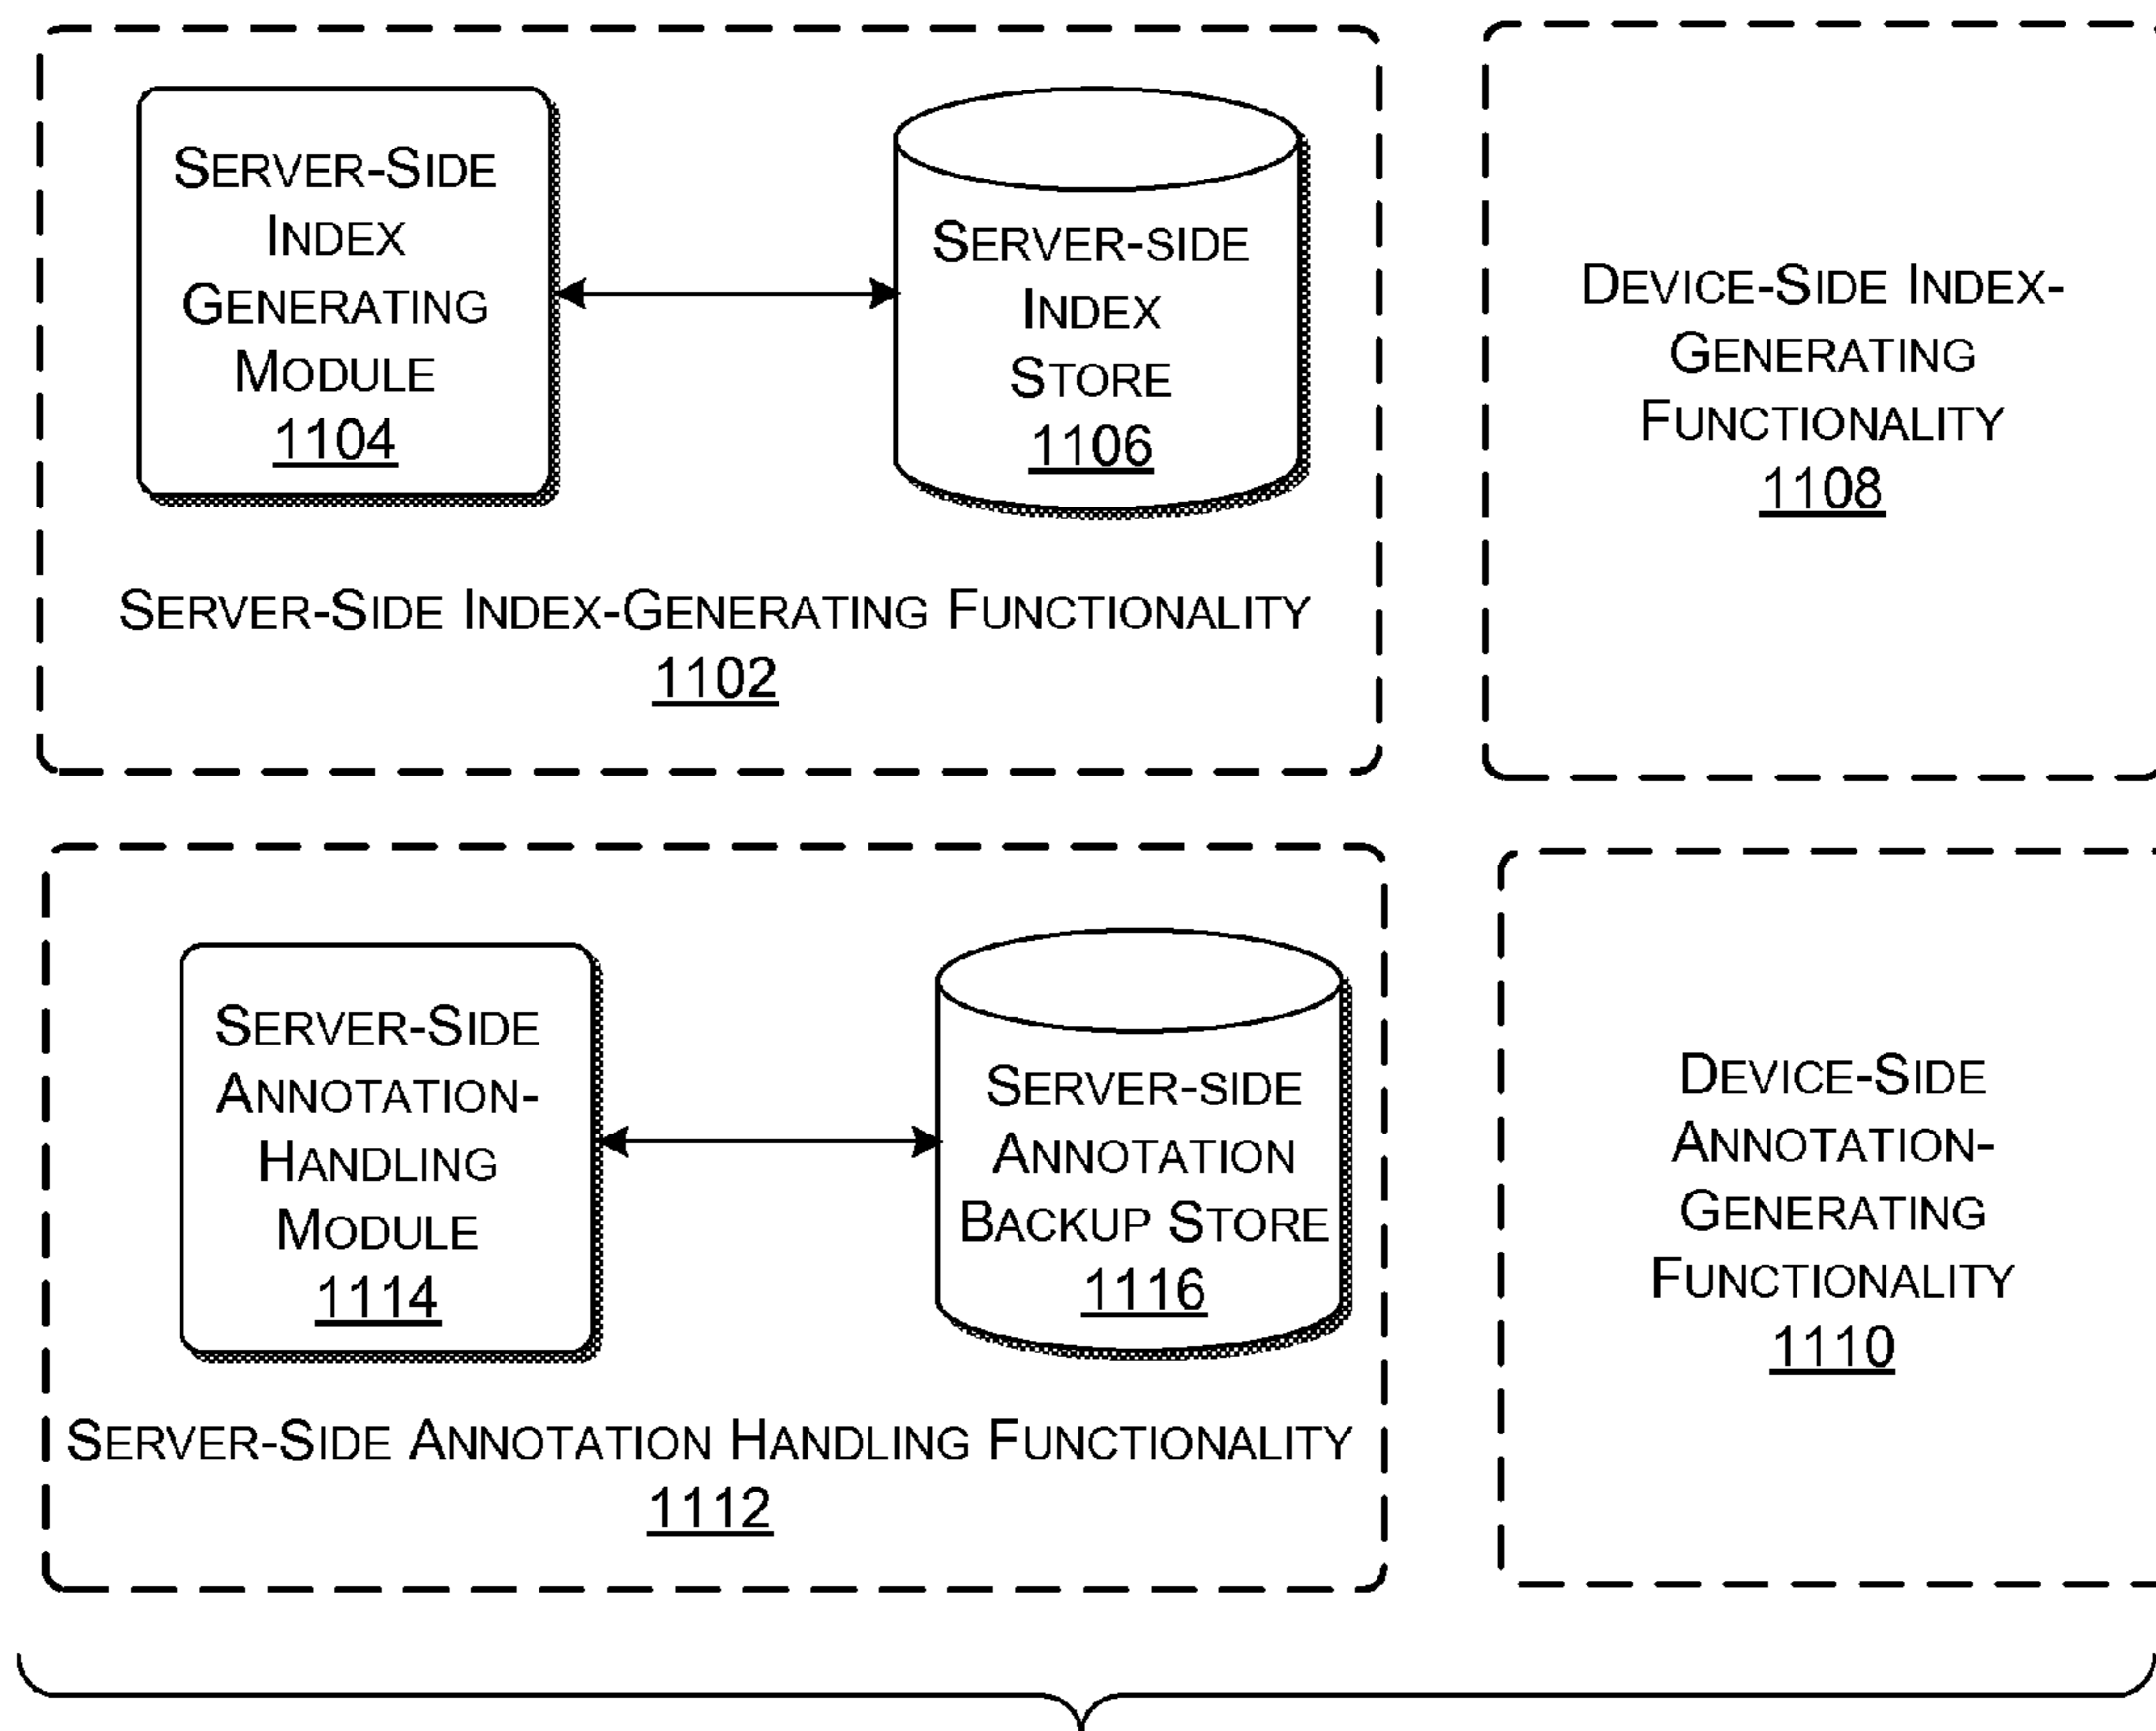 Server-Side
Index
Generating
Module
1104
Server-side
Index
Store
1106
Server-Side Index-Generating Functionality
1102
Device-Side Index-
Generating
Functionality
1108
Server-Side
Annotation-
Handling
Module
1114
Server-side
Annotation
Backup Store
1116
Server-Side Annotation Handling Functionality
1112
Device-Side
Annotation-
Generating
Functionality
1110